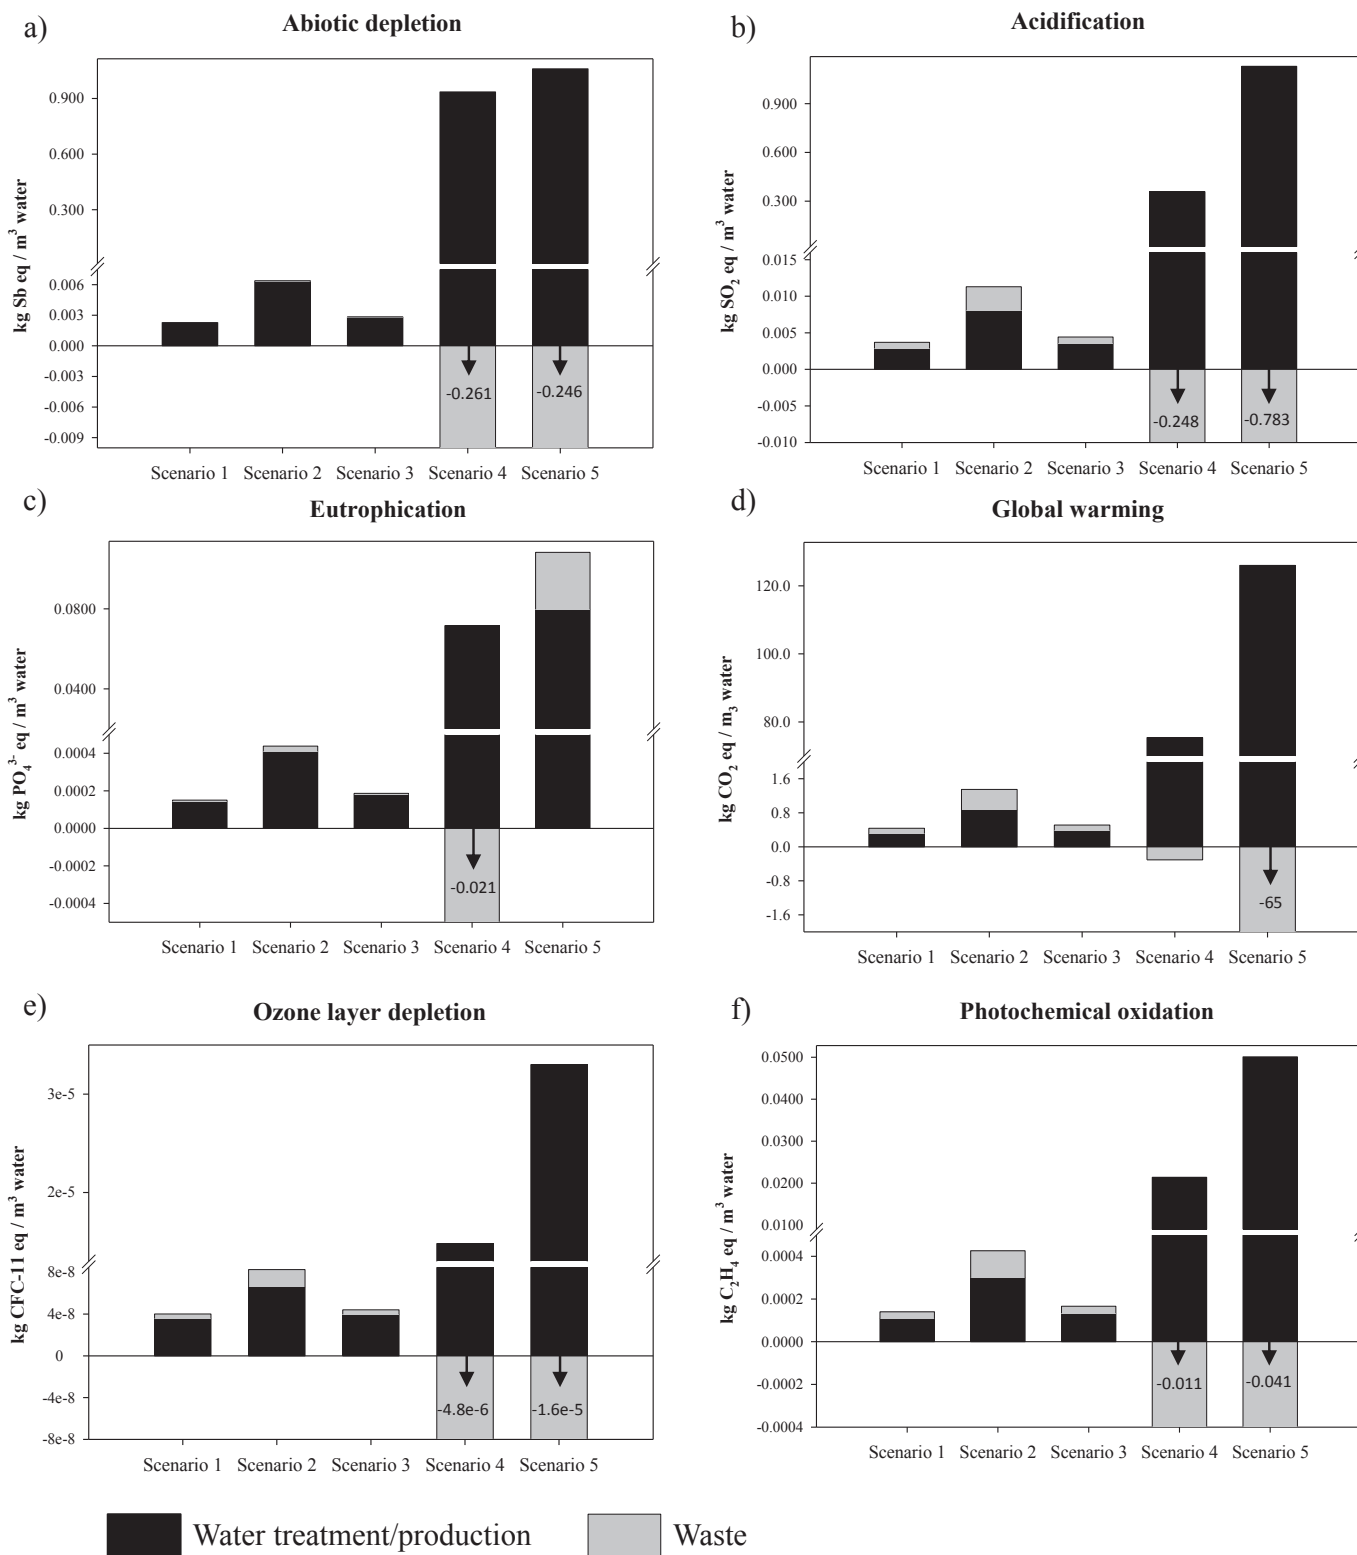 a)
Abiotic depletion
kg Sb eq / m³ water
0.900
0.600
0.300
0.006
0.003
0.000
-0.003
-0.006
-0.009
-0.261
-0.246
Scenario 1 Scenario 2 Scenario 3 Scenario 4 Scenario 5
b)
Acidification
kg SO₂ eq / m³ water
0.900
0.600
0.300
0.015
0.010
0.005
0.000
-0.005
-0.010
-0.248
-0.783
Scenario 1 Scenario 2 Scenario 3 Scenario 4 Scenario 5
c)
Eutrophication
kg PO₄³⁻ eq / m³ water
0.0800
0.0400
0.0004
0.0002
0.0000
-0.0002
-0.0004
-0.021
Scenario 1 Scenario 2 Scenario 3 Scenario 4 Scenario 5
d)
Global warming
kg CO₂ eq / m₃ water
120.0
100.0
80.0
1.6
0.8
0.0
-0.8
-1.6
-65
Scenario 1 Scenario 2 Scenario 3 Scenario 4 Scenario 5
e)
Ozone layer depletion
kg CFC-11 eq / m³ water
3e-5
2e-5
8e-8
4e-8
0
-4e-8
-8e-8
-4.8e-6
-1.6e-5
Scenario 1 Scenario 2 Scenario 3 Scenario 4 Scenario 5
f)
Photochemical oxidation
kg C₂H₄ eq / m³ water
0.0500
0.0400
0.0300
0.0200
0.0100
0.0004
0.0002
0.0000
-0.0002
-0.0004
-0.011
-0.041
Scenario 1 Scenario 2 Scenario 3 Scenario 4 Scenario 5
Water treatment/production
Waste